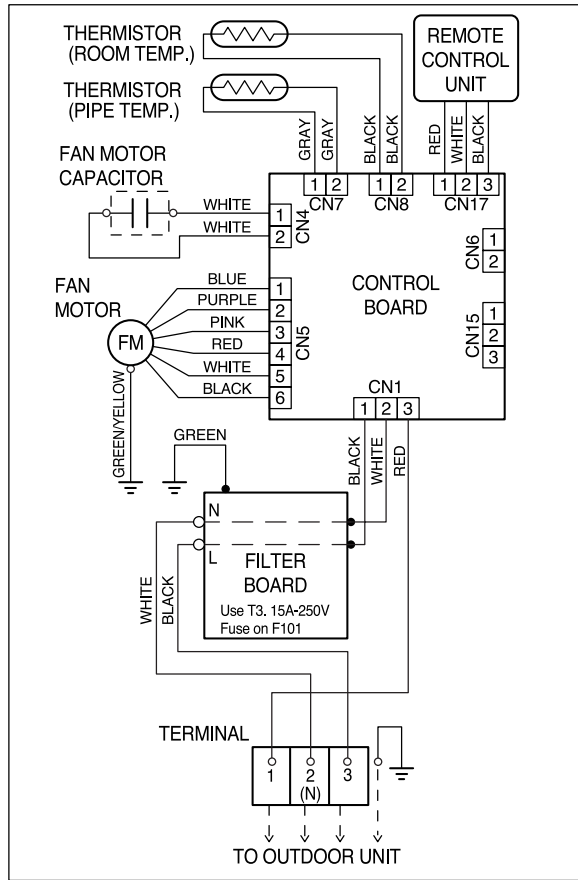 THERMISTOR
(ROOM TEMP.)
REMOTE
CONTROL
UNIT
THERMISTOR
(PIPE TEMP.)
GRAY
GRAY
BLACK
BLACK
RED
WHITE
BLACK
FAN MOTOR
CAPACITOR
1 2
CN7
1 2
CN8
1 2 3
CN17
WHITE
WHITE
1
2
CN4
CN6
1
2
CONTROL
BOARD
FAN
MOTOR
FM
BLUE
PURPLE
PINK
RED
WHITE
BLACK
1
2
3
4
5
6
CN5
CN15
1
2
3
GREEN/YELLOW
CN1
1 2 3
BLACK
WHITE
RED
GREEN
N
L
FILTER
BOARD
Use T3. 15A-250V
Fuse on F101
WHITE
BLACK
TERMINAL
1 2 3
(N)
TO OUTDOOR UNIT